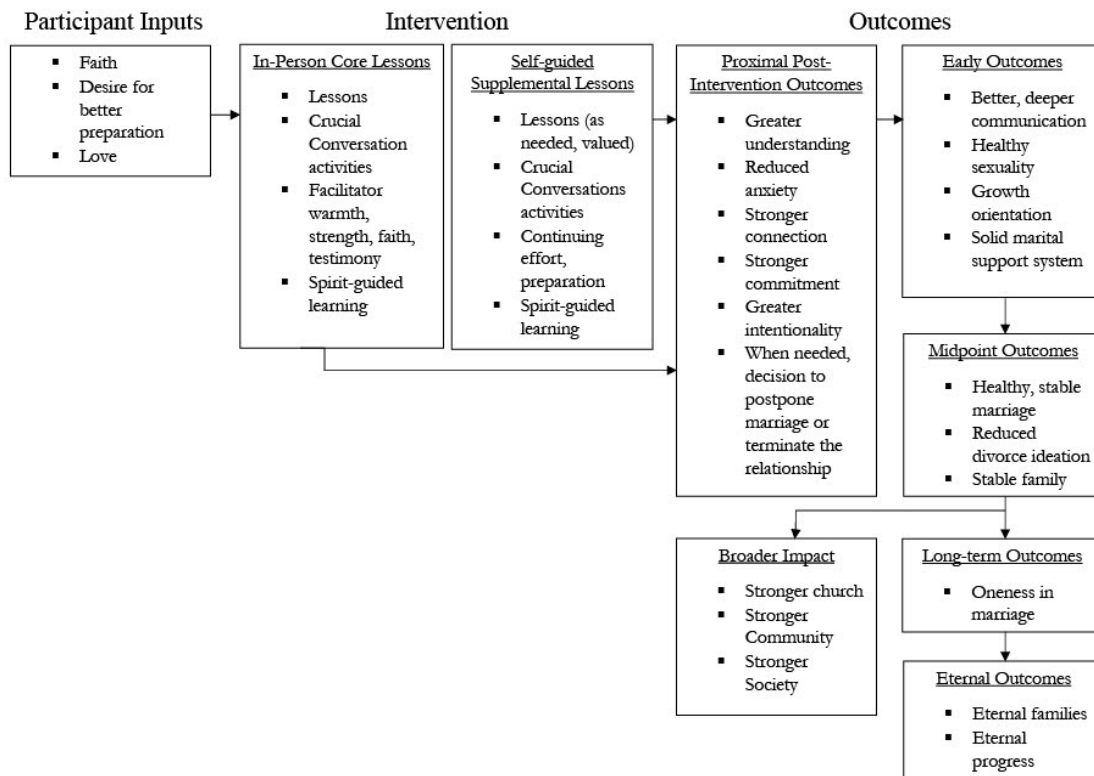 Participant Inputs
Intervention
Outcomes
▪ Faith
▪ Desire for
better
preparation
▪ Love
In-Person Core Lessons
▪ Lessons
▪ Crucial
Conversation
activities
▪ Facilitator
warmth,
strength, faith,
testimony
▪ Spirit-guided
learning
Self-guided
Supplemental Lessons
▪ Lessons (as
needed, valued)
▪ Crucial
Conversations
activities
▪ Continuing
effort,
preparation
▪ Spirit-guided
learning
Proximal Post-
Intervention Outcomes
▪ Greater
understanding
▪ Reduced
anxiety
▪ Stronger
connection
▪ Stronger
commitment
▪ Greater
intentionality
▪ When needed,
decision to
postpone
marriage or
terminate the
relationship
Early Outcomes
▪ Better, deeper
communication
▪ Healthy
sexuality
▪ Growth
orientation
▪ Solid marital
support system
Midpoint Outcomes
▪ Healthy, stable
marriage
▪ Reduced
divorce ideation
▪ Stable family
Broader Impact
▪ Stronger church
▪ Stronger
Community
▪ Stronger
Society
Long-term Outcomes
▪ Oneness in
marriage
Eternal Outcomes
▪ Eternal families
▪ Eternal
progress